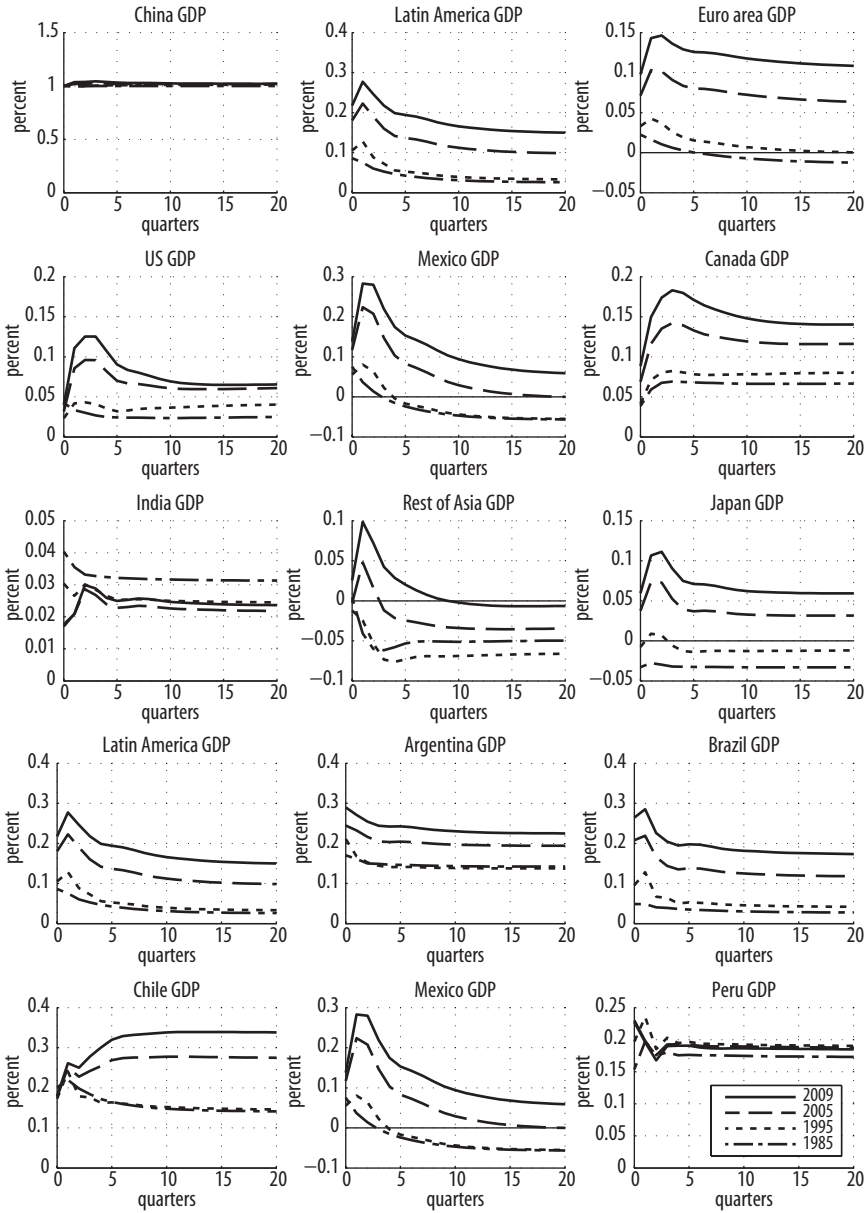 China GDP
Latin America GDP
Euro area GDP
percent
1.5
1
0.5
0
0 5 10 15 20
quarters
percent
0.4
0.3
0.2
0.1
0
0 5 10 15 20
quarters
percent
0.15
0.1
0.05
0
−0.05
0 5 10 15 20
quarters
US GDP
Mexico GDP
Canada GDP
percent
0.2
0.15
0.1
0.05
0
0 5 10 15 20
quarters
percent
0.3
0.2
0.1
0
−0.1
0 5 10 15 20
quarters
percent
0.2
0.15
0.1
0.05
0
0 5 10 15 20
quarters
India GDP
Rest of Asia GDP
Japan GDP
percent
0.05
0.04
0.03
0.02
0.01
0
0 5 10 15 20
quarters
percent
0.1
0.05
0
−0.05
−0.1
0 5 10 15 20
quarters
percent
0.15
0.1
0.05
0
−0.05
0 5 10 15 20
quarters
Latin America GDP
Argentina GDP
Brazil GDP
percent
0.4
0.3
0.2
0.1
0
0 5 10 15 20
quarters
percent
0.4
0.3
0.2
0.1
0
0 5 10 15 20
quarters
percent
0.4
0.3
0.2
0.1
0
0 5 10 15 20
quarters
Chile GDP
Mexico GDP
Peru GDP
percent
0.4
0.3
0.2
0.1
0
0 5 10 15 20
quarters
percent
0.3
0.2
0.1
0
−0.1
0 5 10 15 20
quarters
percent
0.25
0.2
0.15
0.1
0.05
0
0 5 10 15 20
quarters
2009
2005
1995
1985